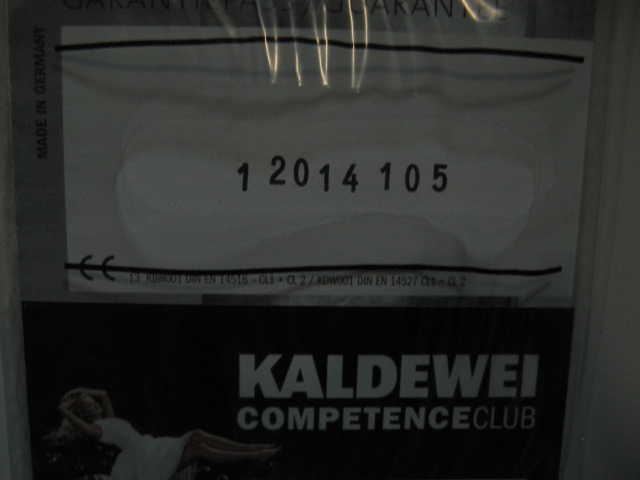 GARANTIEPASS / GUARANTEE
MADE IN GERMANY
1 2014 105
CE 13 KBW001 DIN EN 14516 - CL1 + CL 2 / KDW001 DIN EN 14527 CL1 + CL 2
KALDEWEI
COMPETENCECLUB